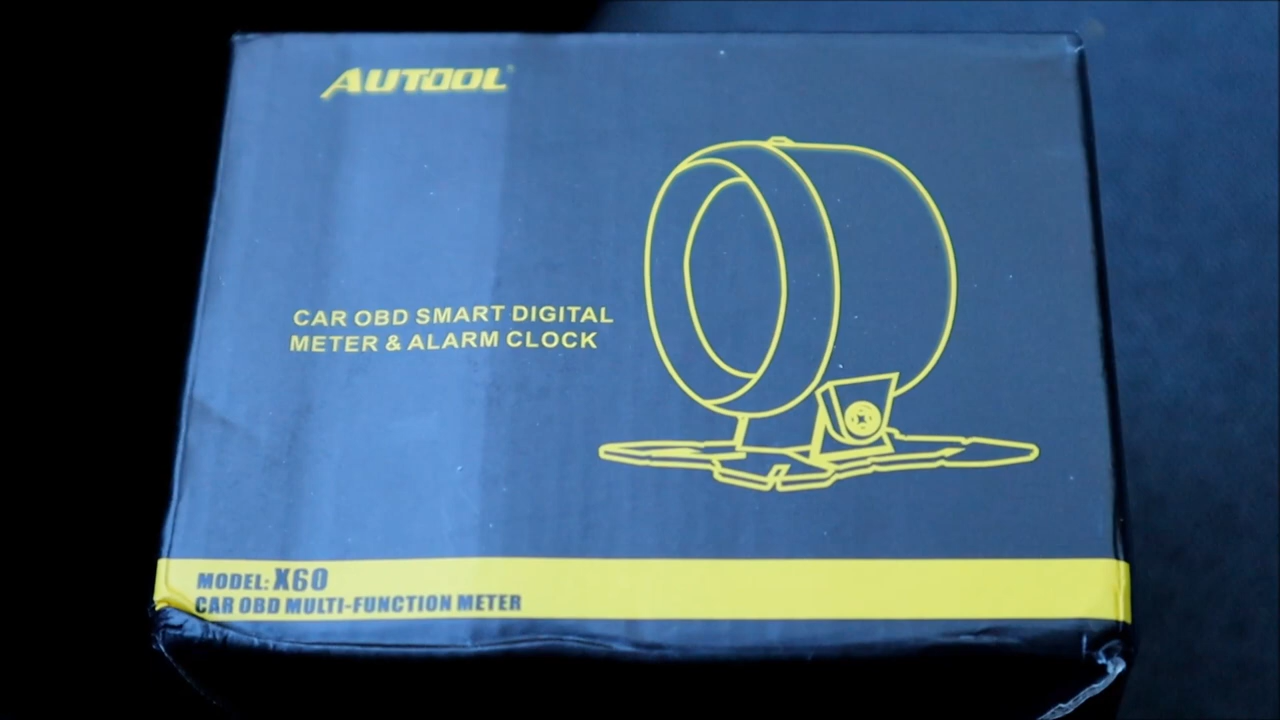 AUTOOL
CAR OBD SMART DIGITAL
METER & ALARM CLOCK
MODEL: X60
CAR OBD MULTI-FUNCTION METER